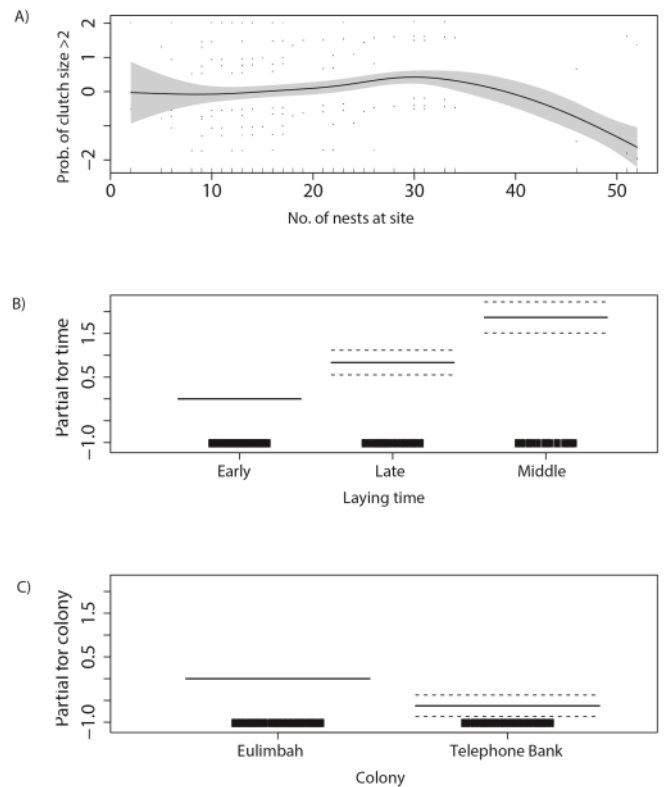 A)
Prob. of clutch size >2
2
1
0
−2
0 10 20 30 40 50
No. of nests at site
B)
Partial for time
1.5
0.5
−1.0
Early Late Middle
Laying time
C)
Partial for colony
1.5
0.5
−1.0
Eulimbah Telephone Bank
Colony